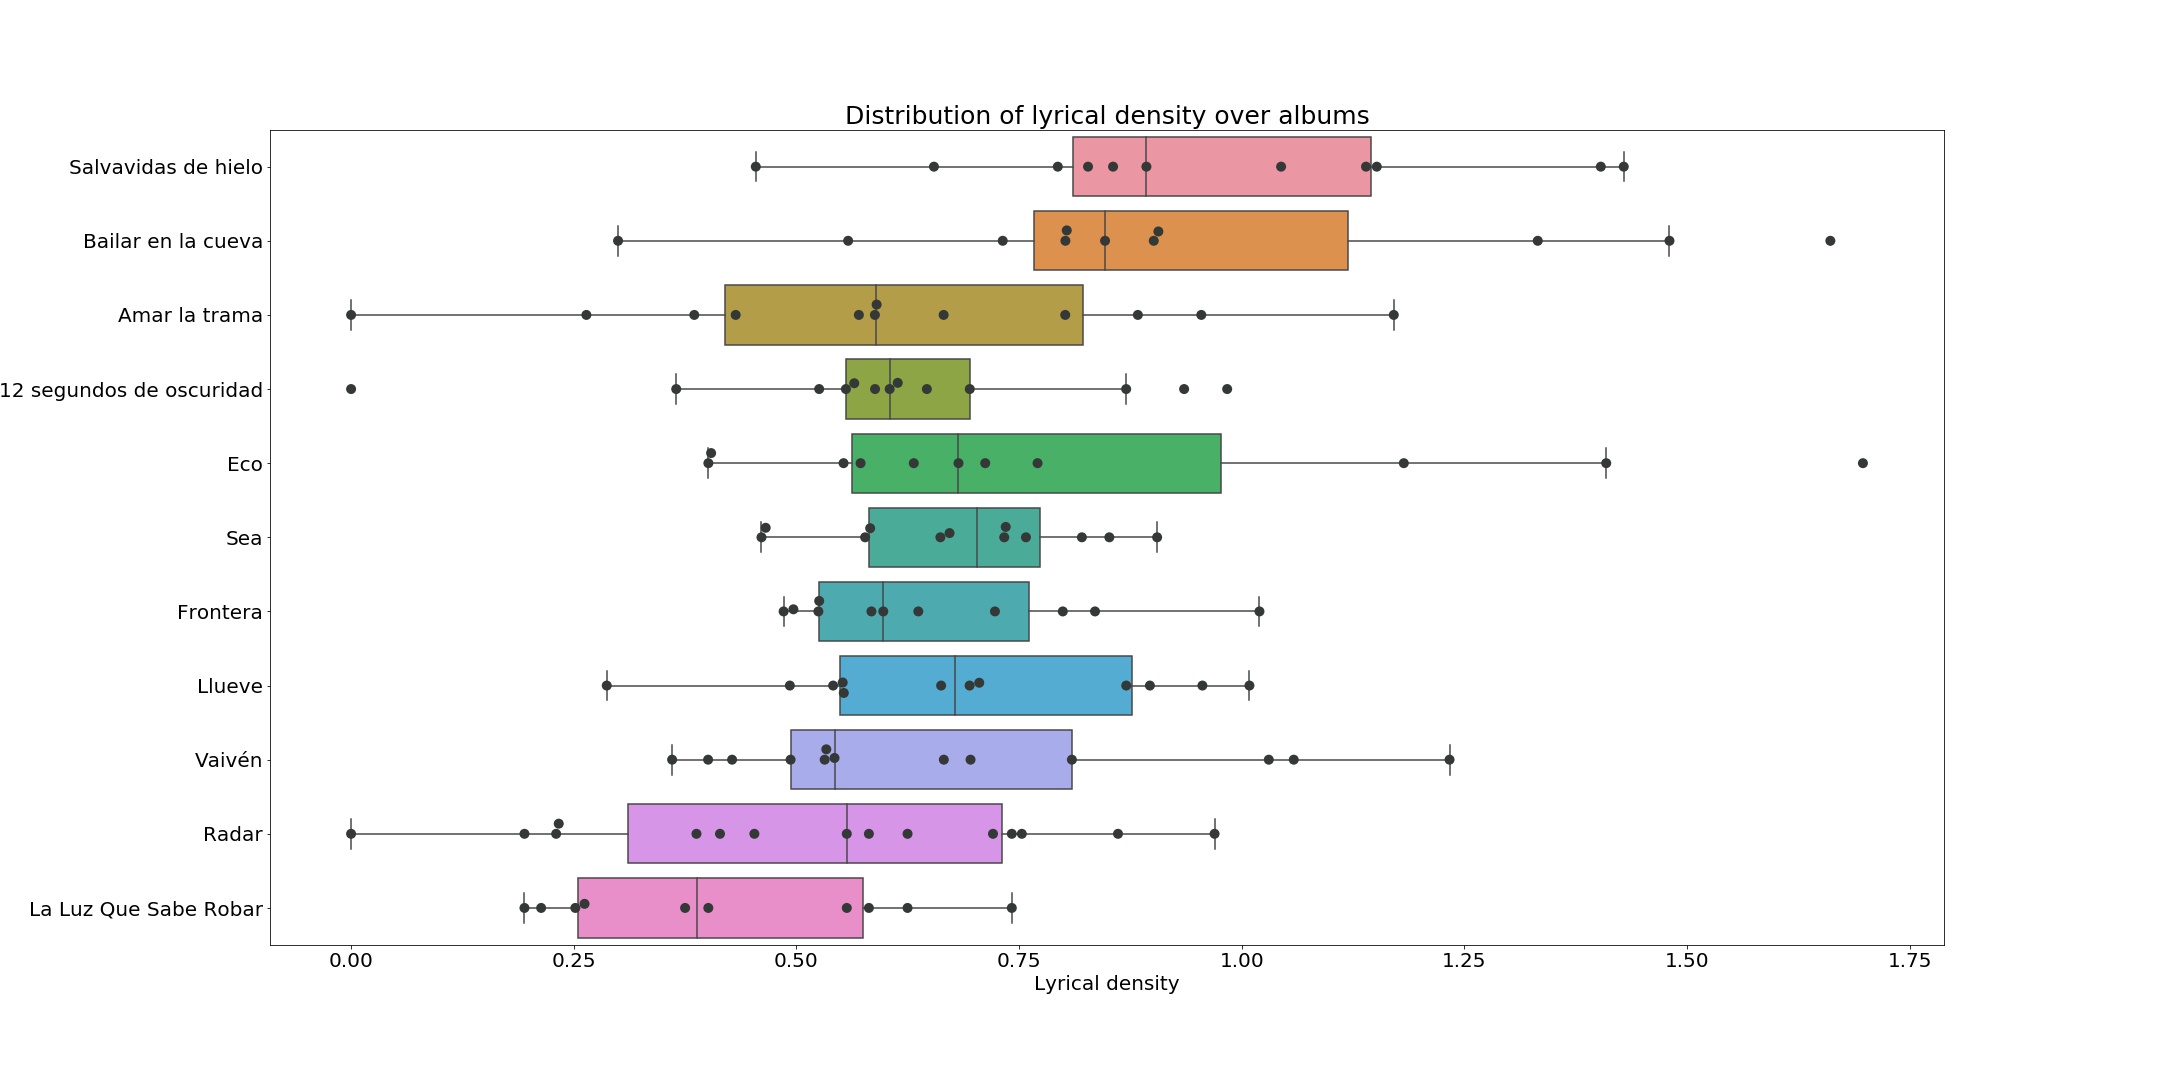 Distribution of lyrical density over albums
Salvavidas de hielo
Bailar en la cueva
Amar la trama
12 segundos de oscuridad
Eco
Sea
Frontera
Llueve
Vaivén
Radar
La Luz Que Sabe Robar
0.00 0.25 0.50 0.75 1.00 1.25 1.50 1.75
Lyrical density